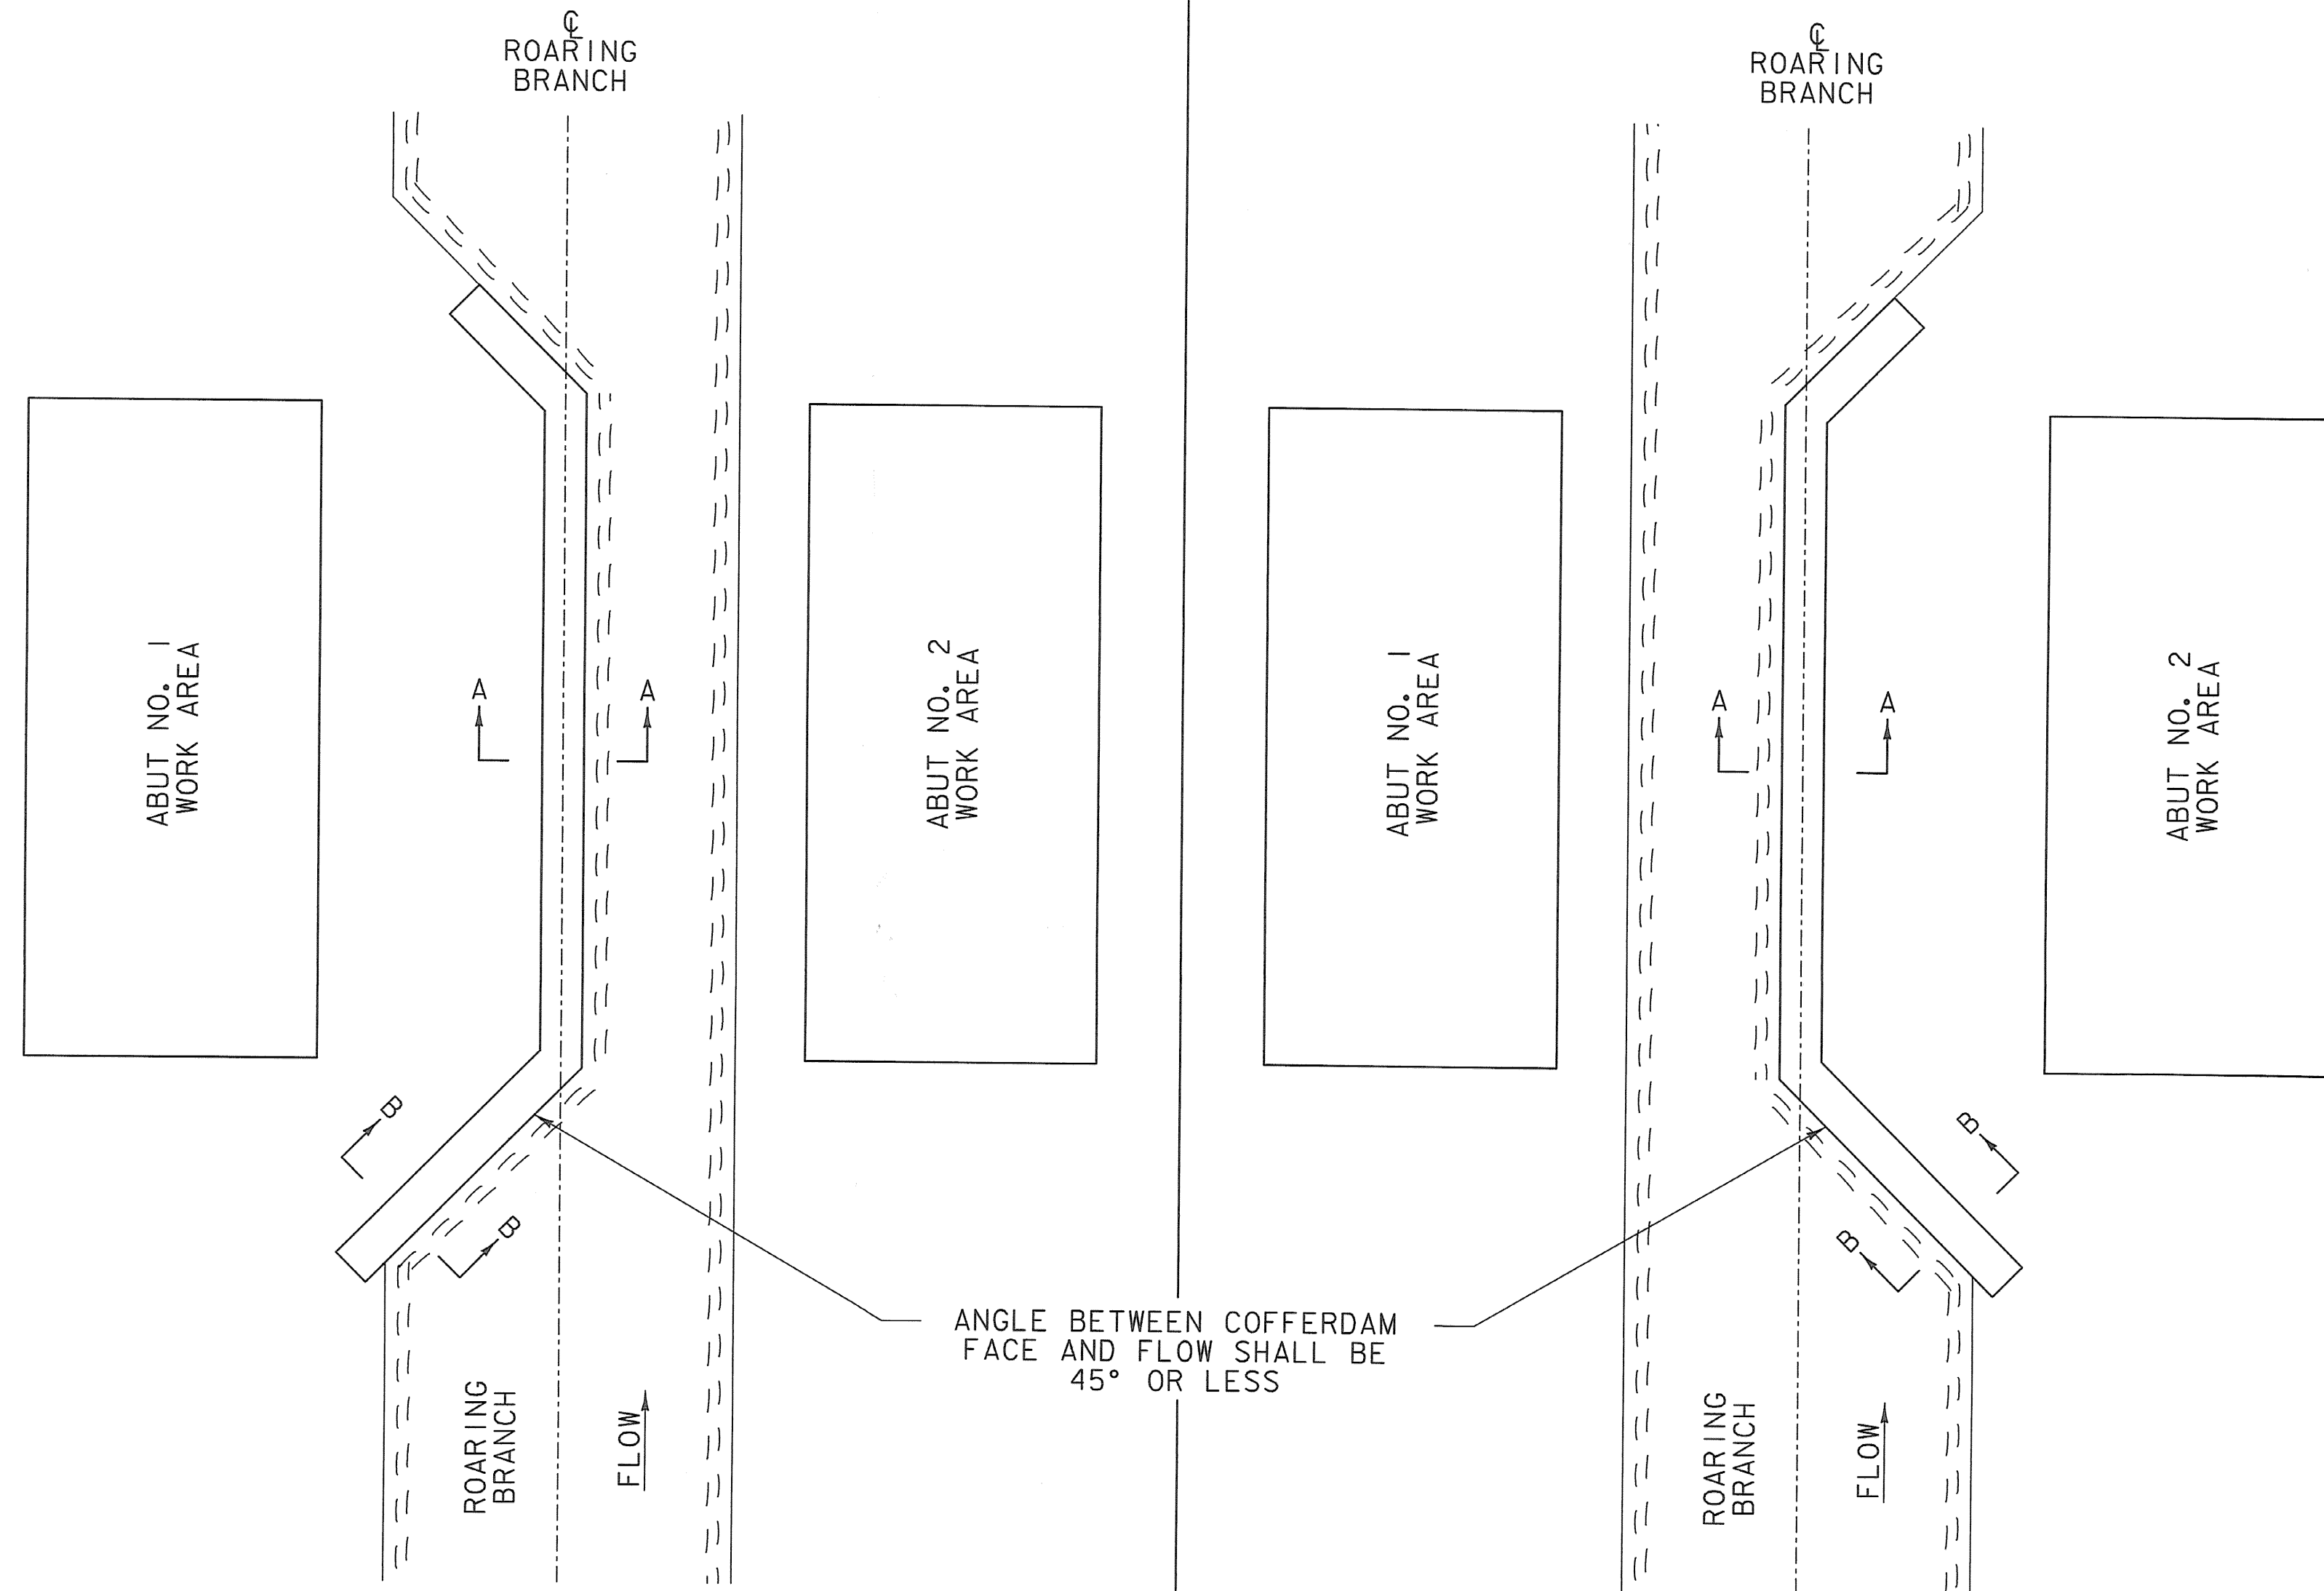 ℄
ROARING
BRANCH
ABUT NO. 1
WORK AREA
A
A
ABUT NO. 2
WORK AREA
B
B
ROARING
BRANCH
FLOW
ANGLE BETWEEN COFFERDAM
FACE AND FLOW SHALL BE
45° OR LESS
℄
ROARING
BRANCH
ABUT NO. 1
WORK AREA
A
A
ABUT NO. 2
WORK AREA
B
B
ROARING
BRANCH
FLOW